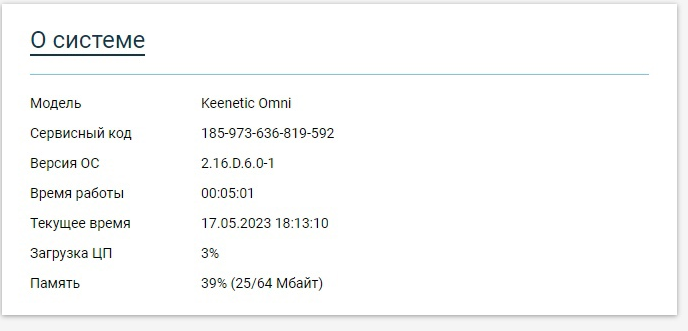 О системе
Модель Keenetic Omni
Сервисный код 185-973-636-819-592
Версия ОС 2.16.D.6.0-1
Время работы 00:05:01
Текущее время 17.05.2023 18:13:10
Загрузка ЦП 3%
Память 39% (25/64 Мбайт)